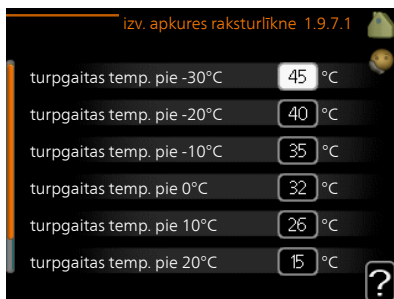 izv. apkures raksturlīkne 1.9.7.1
turpgaitas temp. pie -30°C 45 °C
turpgaitas temp. pie -20°C 40 °C
turpgaitas temp. pie -10°C 35 °C
turpgaitas temp. pie 0°C 32 °C
turpgaitas temp. pie 10°C 26 °C
turpgaitas temp. pie 20°C 15 °C
?